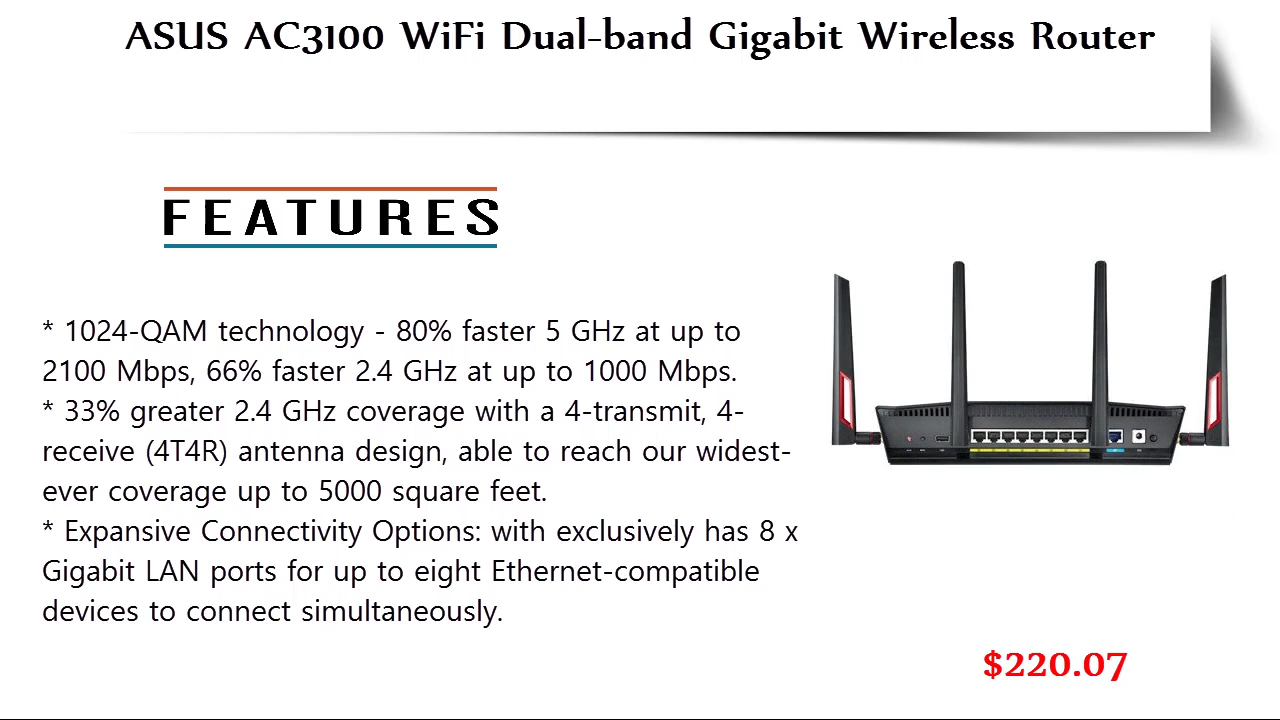 ASUS AC3100 WiFi Dual-band Gigabit Wireless Router
FEATURES
* 1024-QAM technology - 80% faster 5 GHz at up to
2100 Mbps, 66% faster 2.4 GHz at up to 1000 Mbps.
* 33% greater 2.4 GHz coverage with a 4-transmit, 4-
receive (4T4R) antenna design, able to reach our widest-
ever coverage up to 5000 square feet.
* Expansive Connectivity Options: with exclusively has 8 x
Gigabit LAN ports for up to eight Ethernet-compatible
devices to connect simultaneously.
$220.07